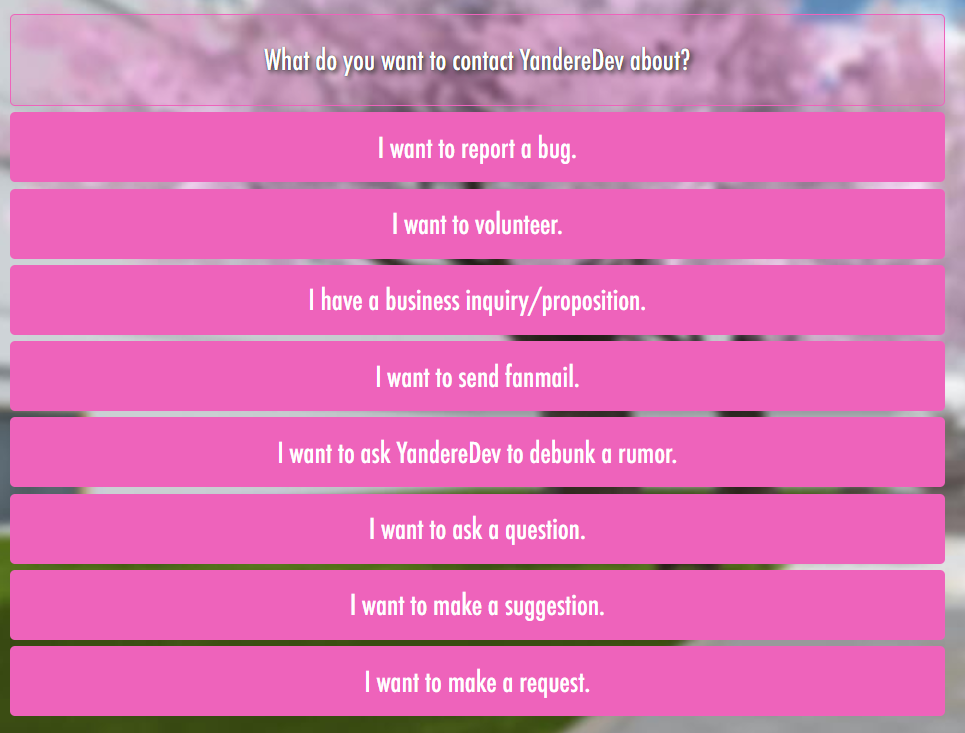 What do you want to contact YandereDev about?
I want to report a bug.
I want to volunteer.
I have a business inquiry/proposition.
I want to send fanmail.
I want to ask YandereDev to debunk a rumor.
I want to ask a question.
I want to make a suggestion.
I want to make a request.